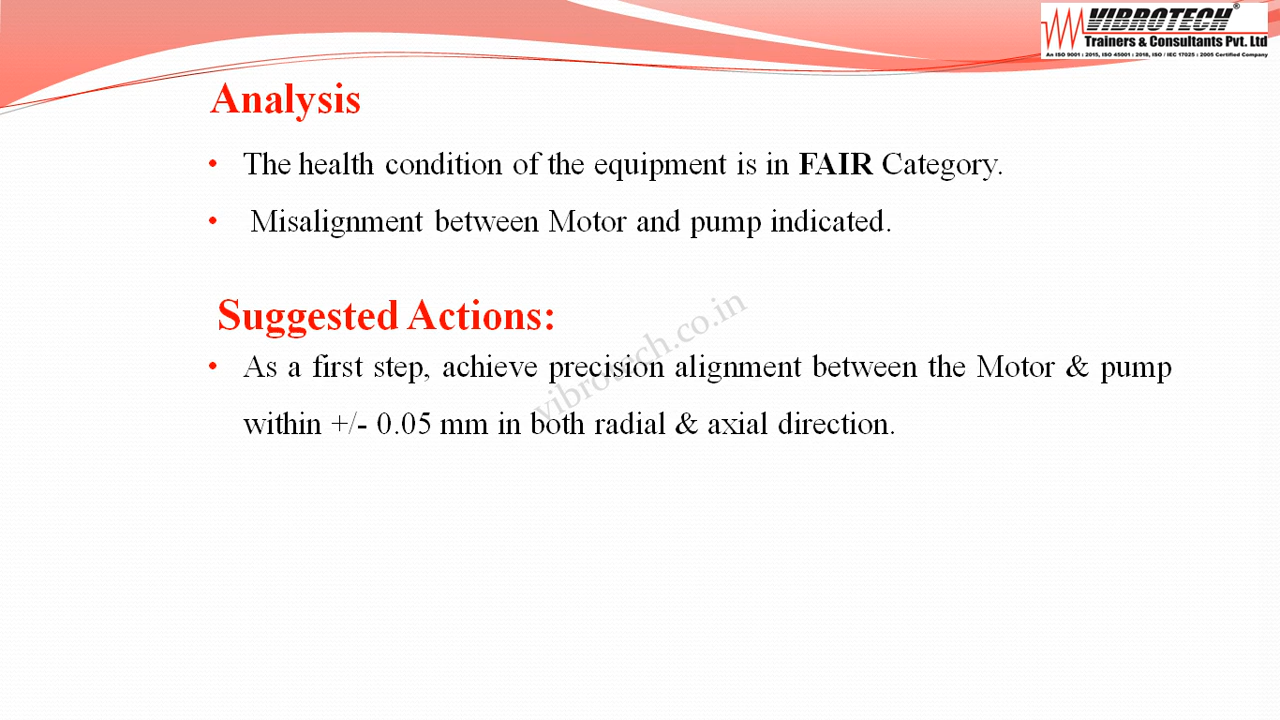 VIBROTECH®
Trainers & Consultants Pvt. Ltd
An ISO 9001 : 2015, ISO 45001 : 2018, ISO / IEC 17025 : 2005 Certified Company
Analysis
• The health condition of the equipment is in FAIR Category.
• Misalignment between Motor and pump indicated.
Suggested Actions:
• As a first step, achieve precision alignment between the Motor & pump
within +/- 0.05 mm in both radial & axial direction.
vibrotech.co.in